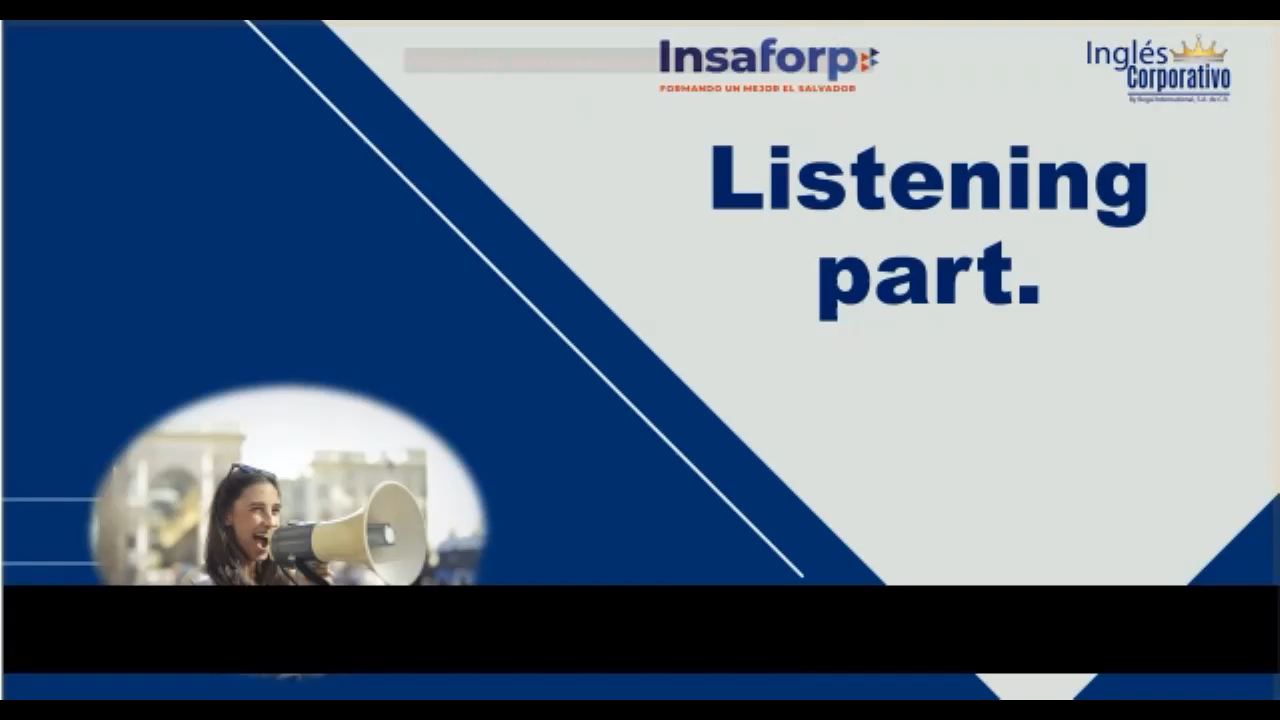 Insaforp
FORMANDO UN MEJOR EL SALVADOR
Inglés
Corporativo
Listening
part.